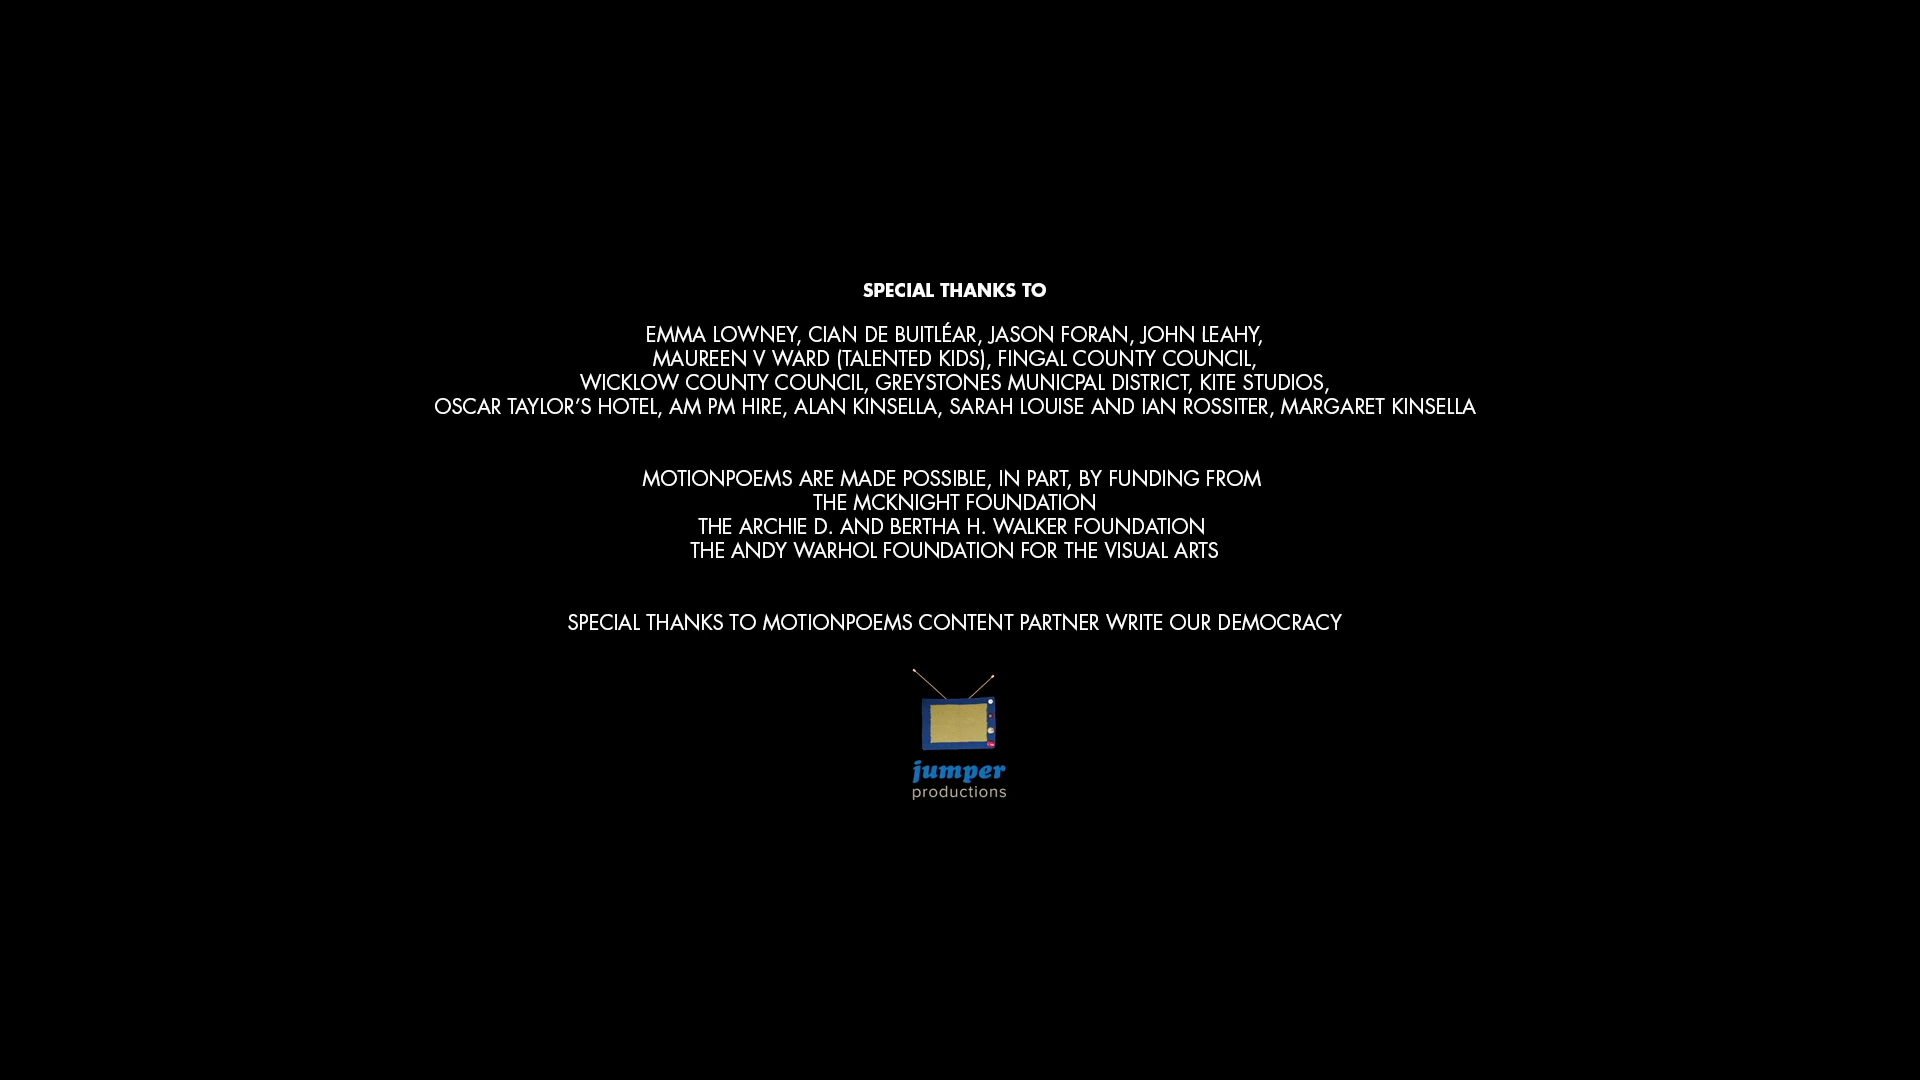 SPECIAL THANKS TO
EMMA LOWNEY, CIAN DE BUITLÉAR, JASON FORAN, JOHN LEAHY,
MAUREEN V WARD (TALENTED KIDS), FINGAL COUNTY COUNCIL,
WICKLOW COUNTY COUNCIL, GREYSTONES MUNICPAL DISTRICT, KITE STUDIOS,
OSCAR TAYLOR’S HOTEL, AM PM HIRE, ALAN KINSELLA, SARAH LOUISE AND IAN ROSSITER, MARGARET KINSELLA
MOTIONPOEMS ARE MADE POSSIBLE, IN PART, BY FUNDING FROM
THE MCKNIGHT FOUNDATION
THE ARCHIE D. AND BERTHA H. WALKER FOUNDATION
THE ANDY WARHOL FOUNDATION FOR THE VISUAL ARTS
SPECIAL THANKS TO MOTIONPOEMS CONTENT PARTNER WRITE OUR DEMOCRACY
jumper
productions